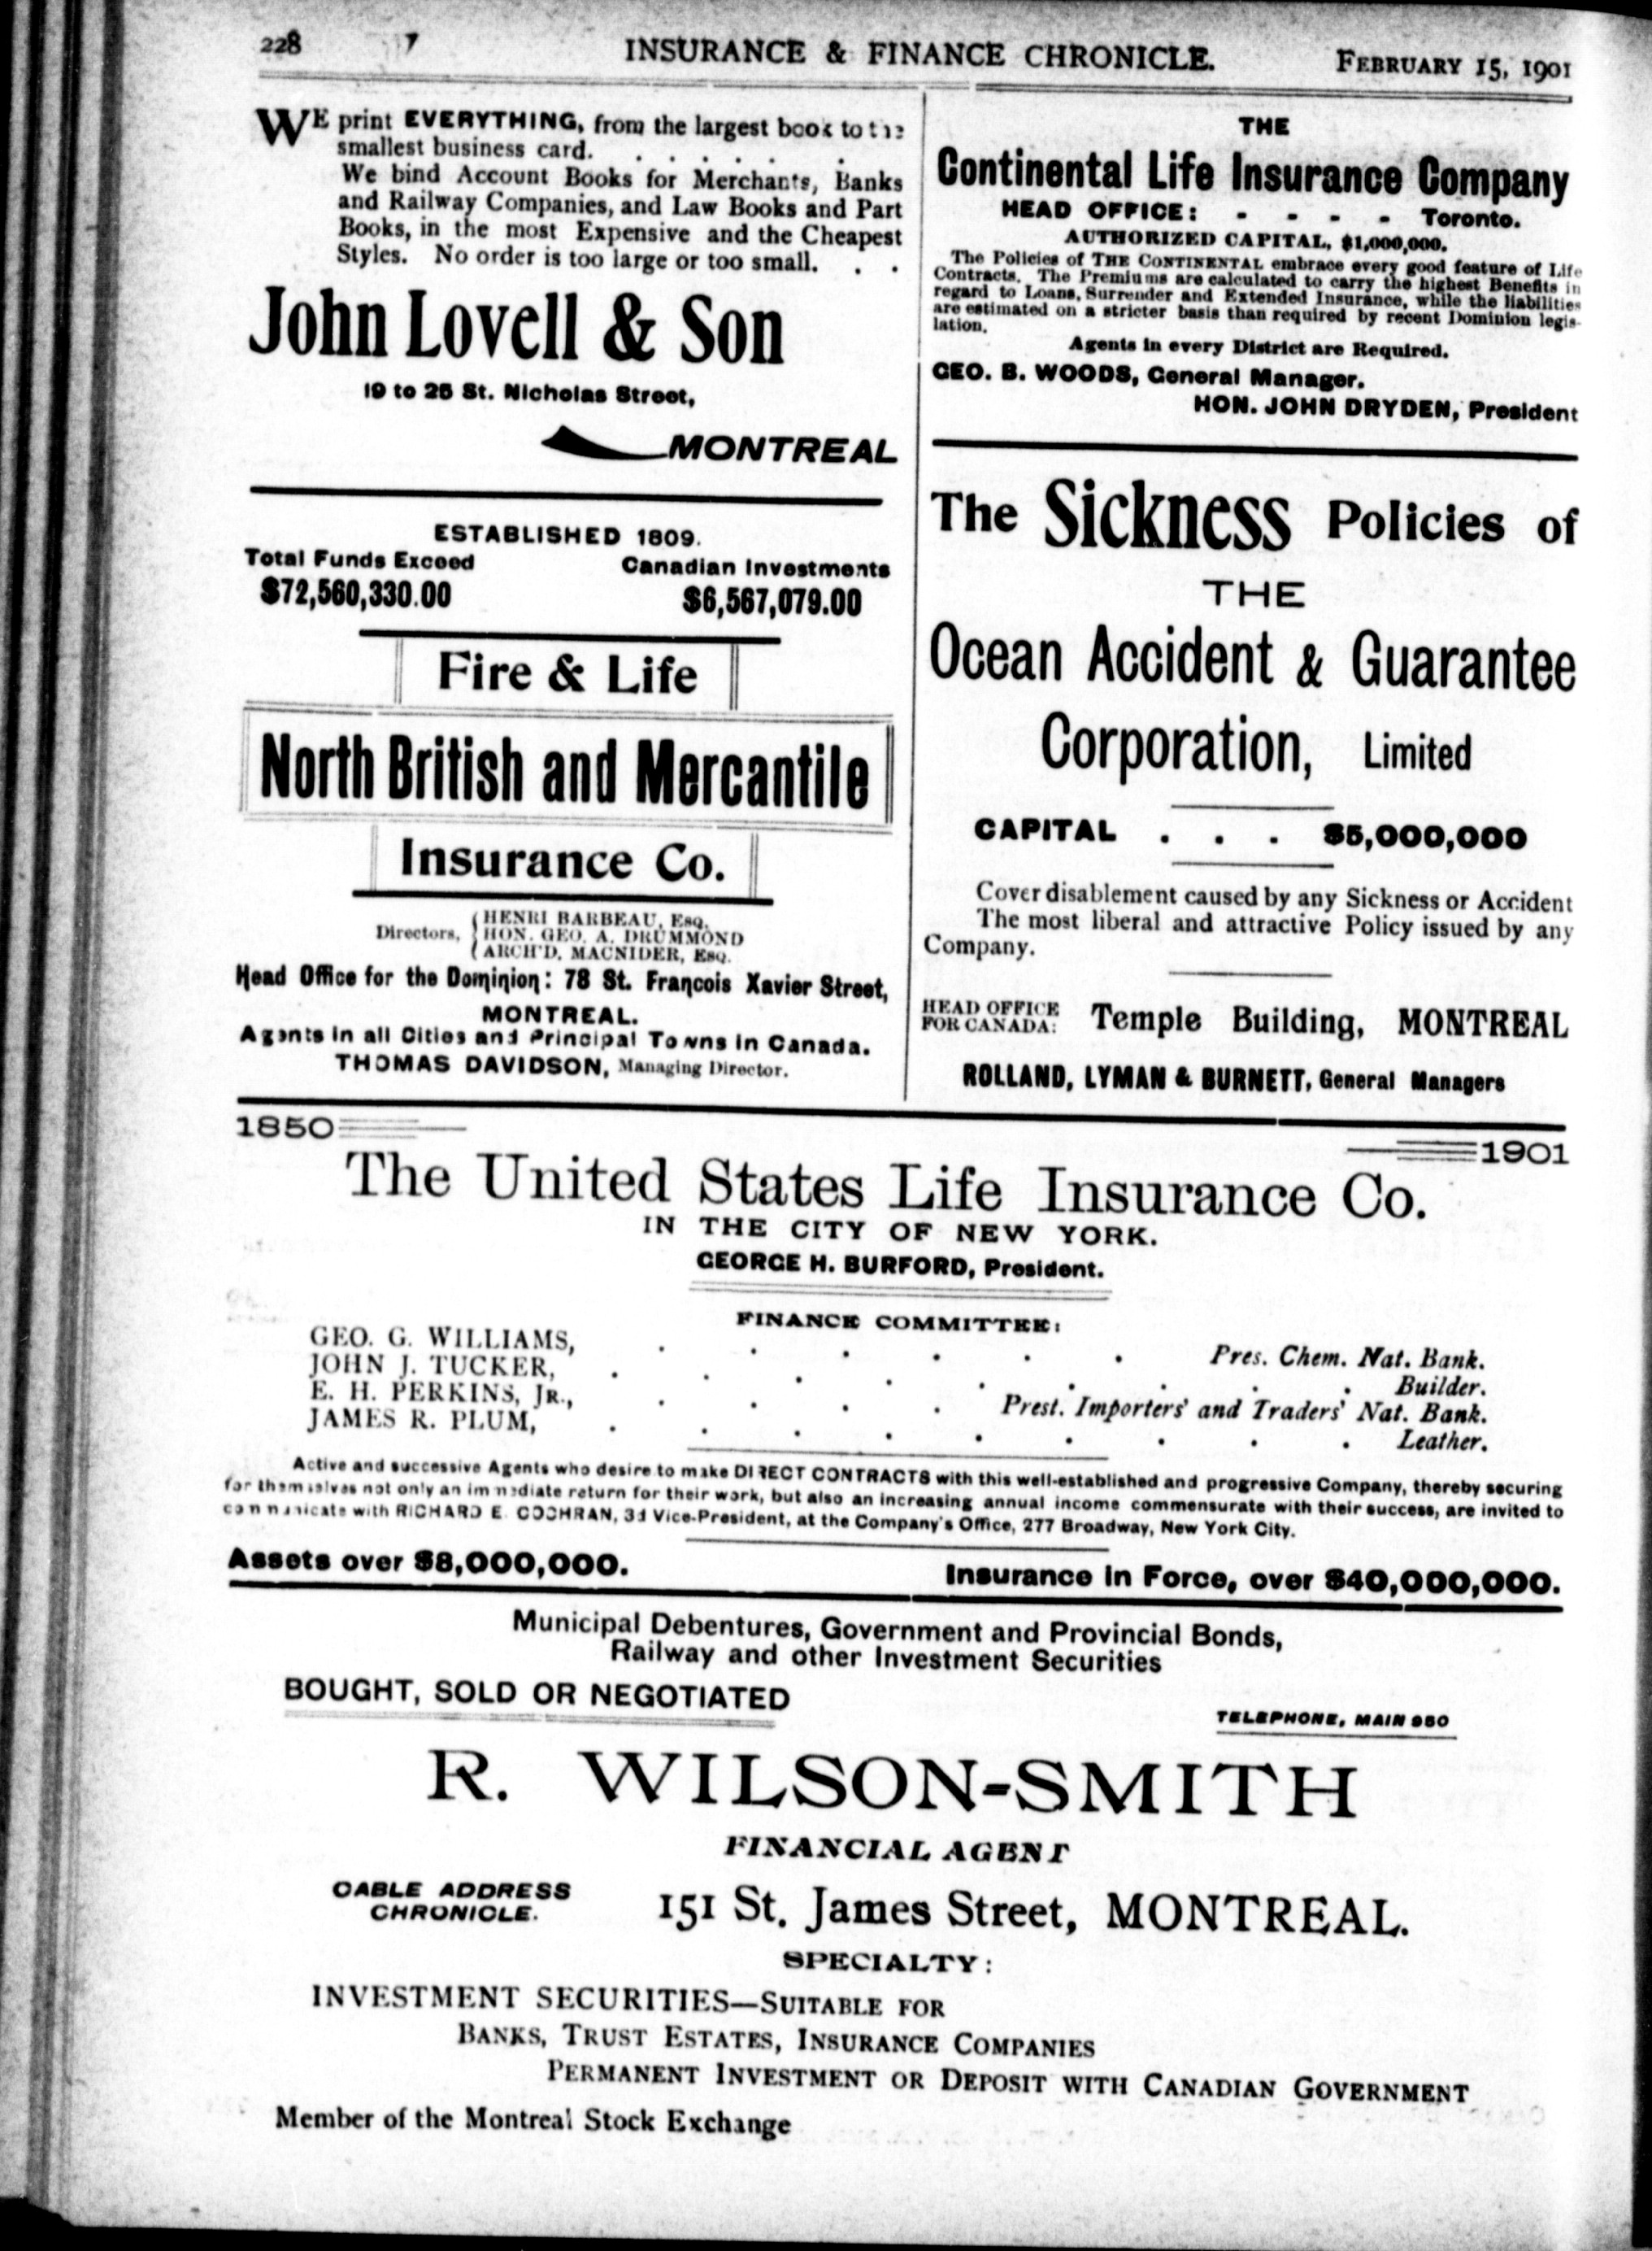 228
INSURANCE & FINANCE CHRONICLE.
FEBRUARY 15, 1901
WE print EVERYTHING, from the largest book to the
smallest business card. . . . . . .
We bind Account Books for Merchants, Banks
and Railway Companies, and Law Books and Part
Books, in the most Expensive and the Cheapest
Styles. No order is too large or too small. . .
John Lovell & Son
19 to 25 St. Nicholas Street,
MONTREAL
ESTABLISHED 1809.
Total Funds Exceed
Canadian Investments
$72,560,330.00
$6,567,079.00
Fire & Life
North British and Mercantile
Insurance Co.
Directors,
HENRI BARBEAU, ESQ.
HON. GEO. A. DRUMMOND
ARCH'D. MACNIDER, ESQ.
Head Office for the Dominion: 78 St. Francois Xavier Street,
MONTREAL.
Agents in all Cities and Principal Towns in Canada.
THOMAS DAVIDSON, Managing Director.
THE
Continental Life Insurance Company
HEAD OFFICE: - - - - Toronto.
AUTHORIZED CAPITAL, $1,000,000.
The Policies of THE CONTINENTAL embrace every good feature of Life
Contracts. The Premiums are calculated to carry the highest Benefits in
regard to Loans, Surrender and Extended Insurance, while the liabilities
are estimated on a stricter basis than required by recent Dominion legis-
lation.
Agents in every District are Required.
GEO. B. WOODS, General Manager.
HON. JOHN DRYDEN, President
The Sickness Policies of
THE
Ocean Accident & Guarantee
Corporation, Limited
CAPITAL . . . $5,000,000
Cover disablement caused by any Sickness or Accident
The most liberal and attractive Policy issued by any
Company.
HEAD OFFICE
FOR CANADA:
Temple Building, MONTREAL
ROLLAND, LYMAN & BURNETT, General Managers
1850
1901
The United States Life Insurance Co.
IN THE CITY OF NEW YORK.
GEORGE H. BURFORD, President.
FINANCE COMMITTEE:
GEO. G. WILLIAMS, . . . . . . Pres. Chem. Nat. Bank.
JOHN J. TUCKER, . . . . . . . . . Builder.
E. H. PERKINS, JR., . . . . Prest. Importers' and Traders' Nat. Bank.
JAMES R. PLUM, . . . . . . . . . Leather.
Active and successive Agents who desire to make DIRECT CONTRACTS with this well-established and progressive Company, thereby securing
for themselves not only an immediate return for their work, but also an increasing annual income commensurate with their success, are invited to
communicate with RICHARD E. COCHRAN, 3d Vice-President, at the Company's Office, 277 Broadway, New York City.
Assets over $8,000,000.
Insurance in Force, over $40,000,000.
Municipal Debentures, Government and Provincial Bonds,
Railway and other Investment Securities
BOUGHT, SOLD OR NEGOTIATED
TELEPHONE, MAIN 950
R. WILSON-SMITH
FINANCIAL AGENT
CABLE ADDRESS
CHRONICLE.
151 St. James Street, MONTREAL.
SPECIALTY:
INVESTMENT SECURITIES—SUITABLE FOR
BANKS, TRUST ESTATES, INSURANCE COMPANIES
PERMANENT INVESTMENT OR DEPOSIT WITH CANADIAN GOVERNMENT
Member of the Montreal Stock Exchange